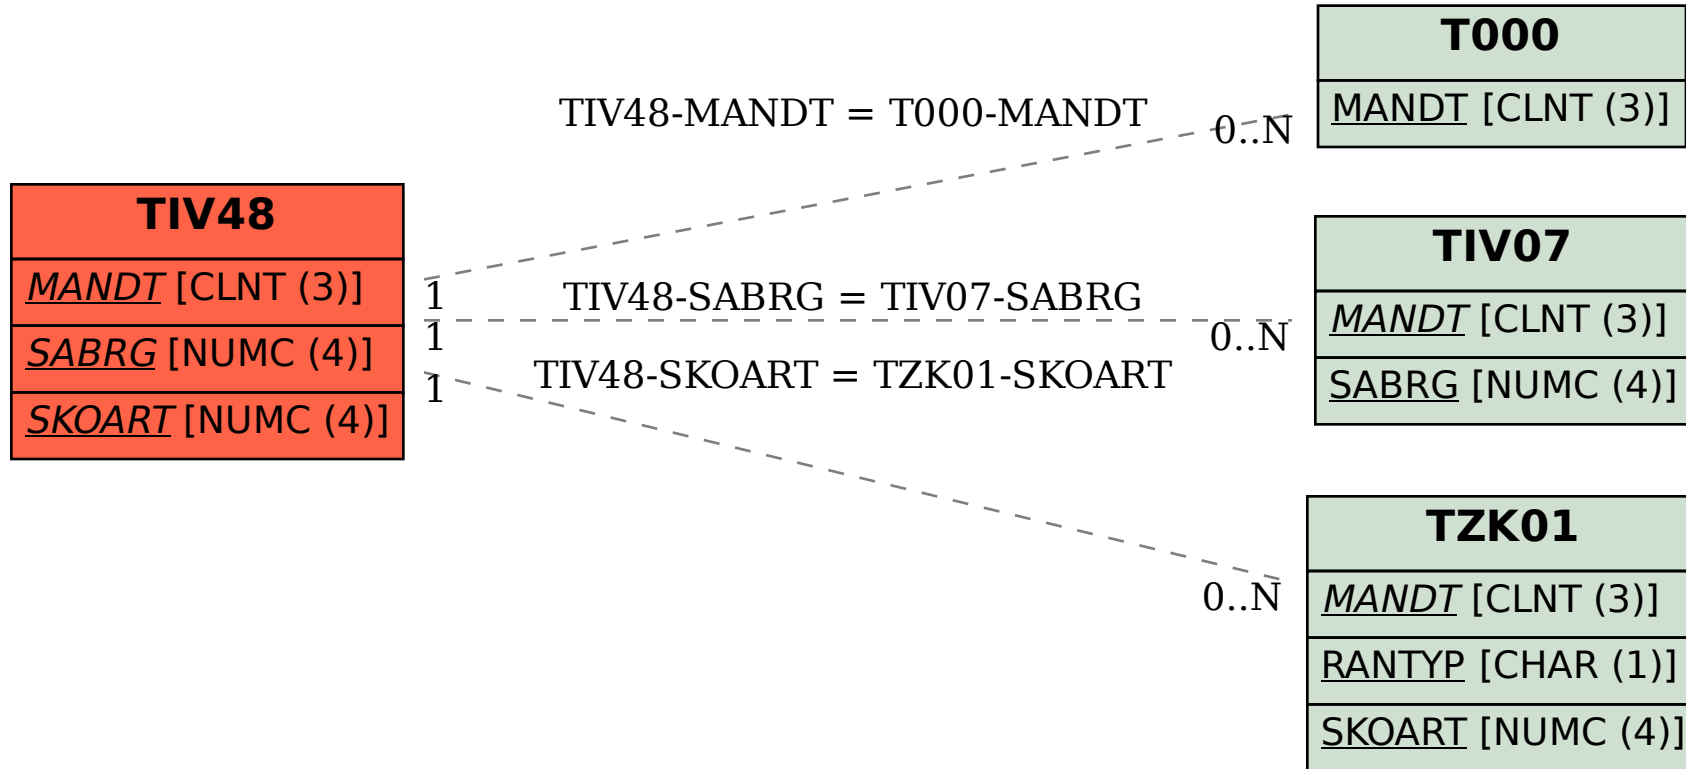 T000
MANDT [CLNT (3)]
TIV48-MANDT = T000-MANDT
0..N
TIV48
MANDT [CLNT (3)]
SABRG [NUMC (4)]
SKOART [NUMC (4)]
1
TIV48-SABRG = TIV07-SABRG
1
0..N
1
TIV48-SKOART = TZK01-SKOART
0..N
TIV07
MANDT [CLNT (3)]
SABRG [NUMC (4)]
TZK01
MANDT [CLNT (3)]
RANTYP [CHAR (1)]
SKOART [NUMC (4)]